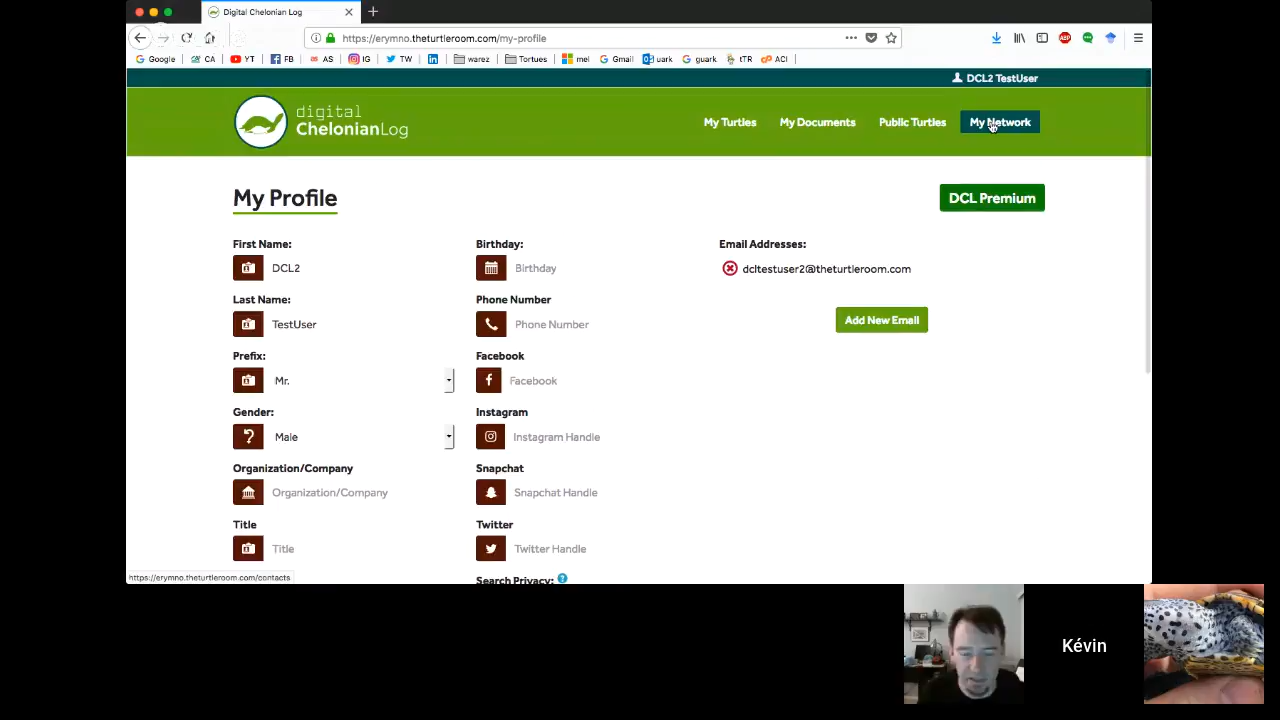 Digital Chelonian Log
https://erymno.theturtleroom.com/my-profile
Google CA YT FB AS IG TW warez Tortues mel Gmail uark guark tTR ACI
DCL2 TestUser
digital
ChelonianLog
My Turtles My Documents Public Turtles My Network
My Profile
DCL Premium
First Name:
DCL2
Last Name:
TestUser
Prefix:
Mr.
Gender:
Male
Organization/Company
Organization/Company
Title
Title
Birthday:
Birthday
Phone Number
Phone Number
Facebook
Facebook
Instagram
Instagram Handle
Snapchat
Snapchat Handle
Twitter
Twitter Handle
Search Privacy:
Email Addresses:
dcltestuser2@theturtleroom.com
Add New Email
https://erymno.theturtleroom.com/contacts
Kévin